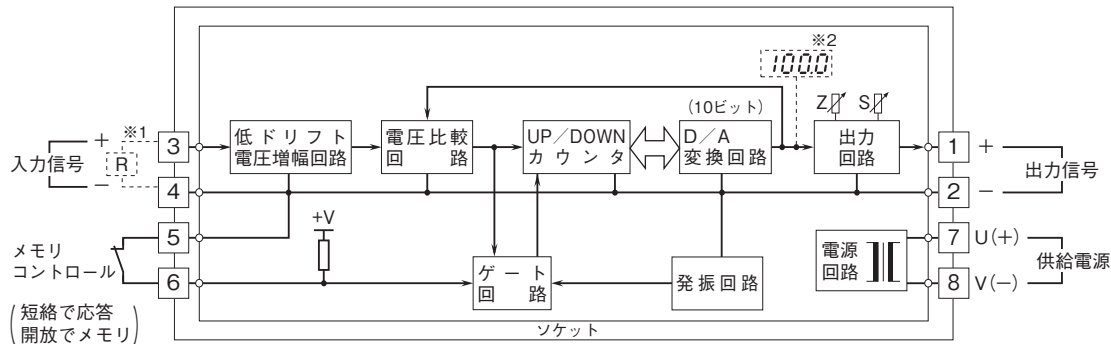 ※2
100.0
Z S
(10ビット)
※1
入力信号
+
−
R
3
4
低ドリフト
電圧増幅回路
電圧比較
回路
UP/DOWN
カウンタ
D/A
変換回路
出力
回路
1
+
2
−
出力信号
メモリ
コントロール
(短絡で応答
開放でメモリ)
5
6
+V
ゲート
回路
発振回路
電源
回路
7
U(+)
8
V(−)
供給電源
ソケット